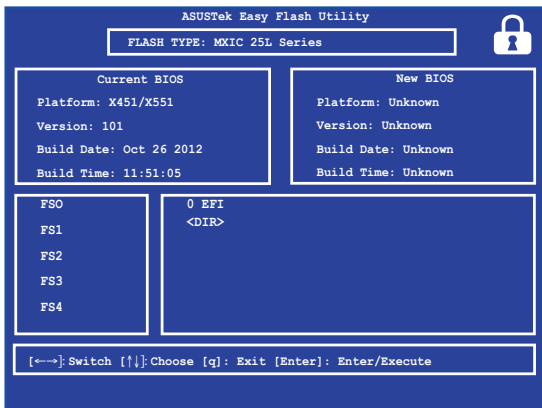 ASUSTek Easy Flash Utility
FLASH TYPE: MXIC 25L Series
Current BIOS
Platform: X451/X551
Version: 101
Build Date: Oct 26 2012
Build Time: 11:51:05
New BIOS
Platform: Unknown
Version: Unknown
Build Date: Unknown
Build Time: Unknown
FSO
FS1
FS2
FS3
FS4
0 EFI
<DIR>
[←→]: Switch [↑↓]: Choose [q]: Exit [Enter]: Enter/Execute